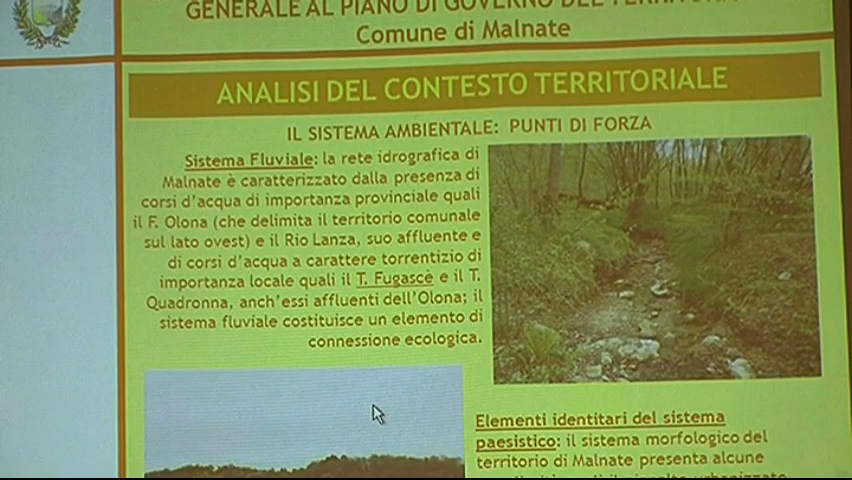 GENERALE AL PIANO DI GOVERNO DEL
Comune di Malnate
ANALISI DEL CONTESTO TERRITORIALE
IL SISTEMA AMBIENTALE: PUNTI DI FORZA
Sistema Fluviale: la rete idrografica di
Malnate è caratterizzato dalla presenza di
corsi d'acqua di importanza provinciale quali
il F. Olona (che delimita il territorio comunale
sul lato ovest) e il Rio Lanza, suo affluente e
di corsi d'acqua a carattere torrentizio di
importanza locale quali il T. Fugascè e il T.
Quadronna, anch'essi affluenti dell'Olona; il
sistema fluviale costituisce un elemento di
connessione ecologica.
Elementi identitari del sistema
paesistico: il sistema morfologico del
territorio di Malnate presenta alcune